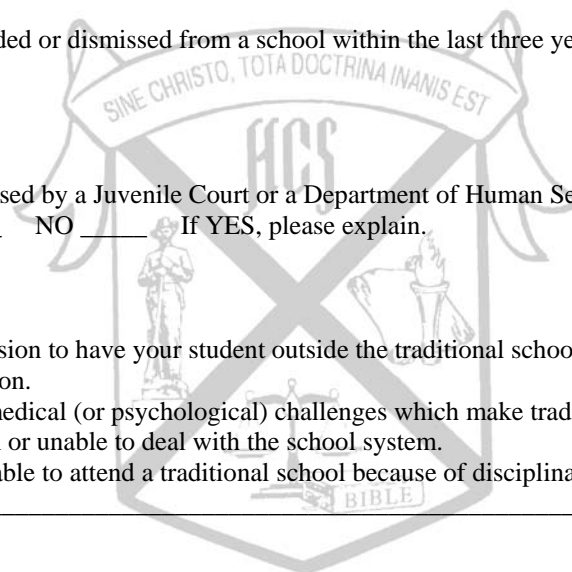 ded or dismissed from a school within the last three ye
SINE CHRISTO, TOTA DOCTRINA INANIS EST
HCS
sed by a Juvenile Court or a Department of Human Se
_ NO _____ If YES, please explain.
sion to have your student outside the traditional schoo
on.
nedical (or psychological) challenges which make trad
or unable to deal with the school system.
able to attend a traditional school because of disciplina
BIBLE